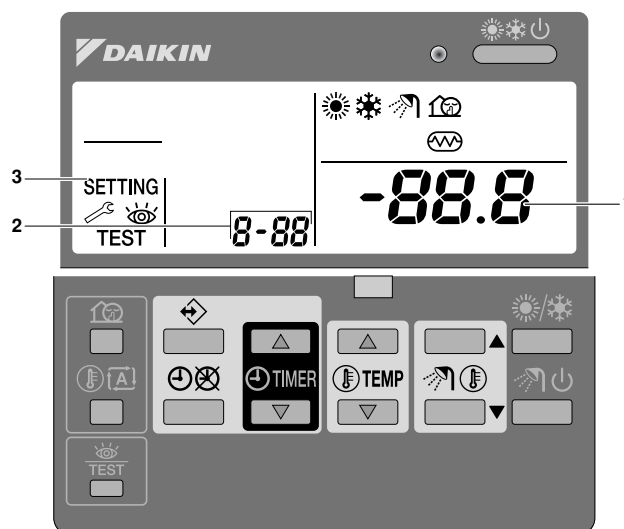 DAIKIN
3
SETTING
-88.8
2
TEST
8-88
A
TIMER
TEMP
TEST